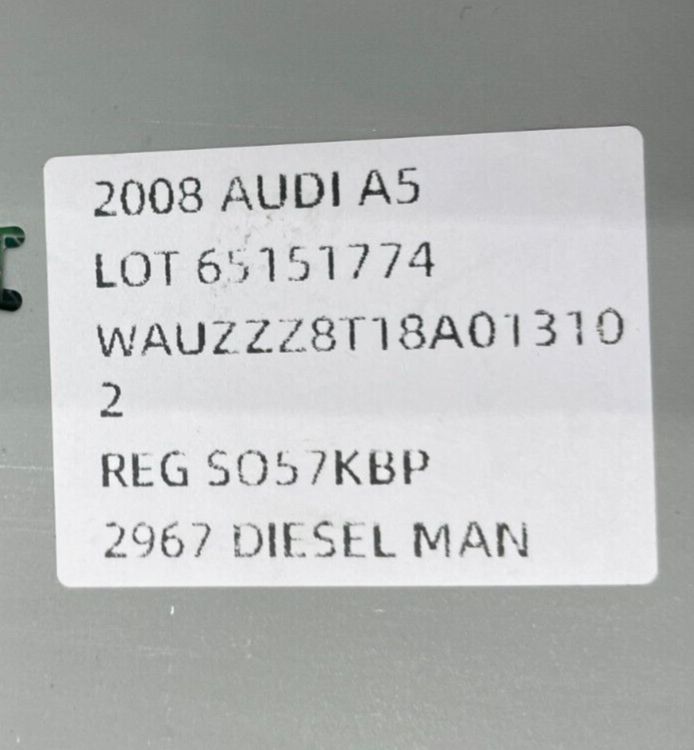 2008 AUDI A5
LOT 65151774
WAUZZZ8T18A01310
2
REG SO57KBP
2967 DIESEL MAN